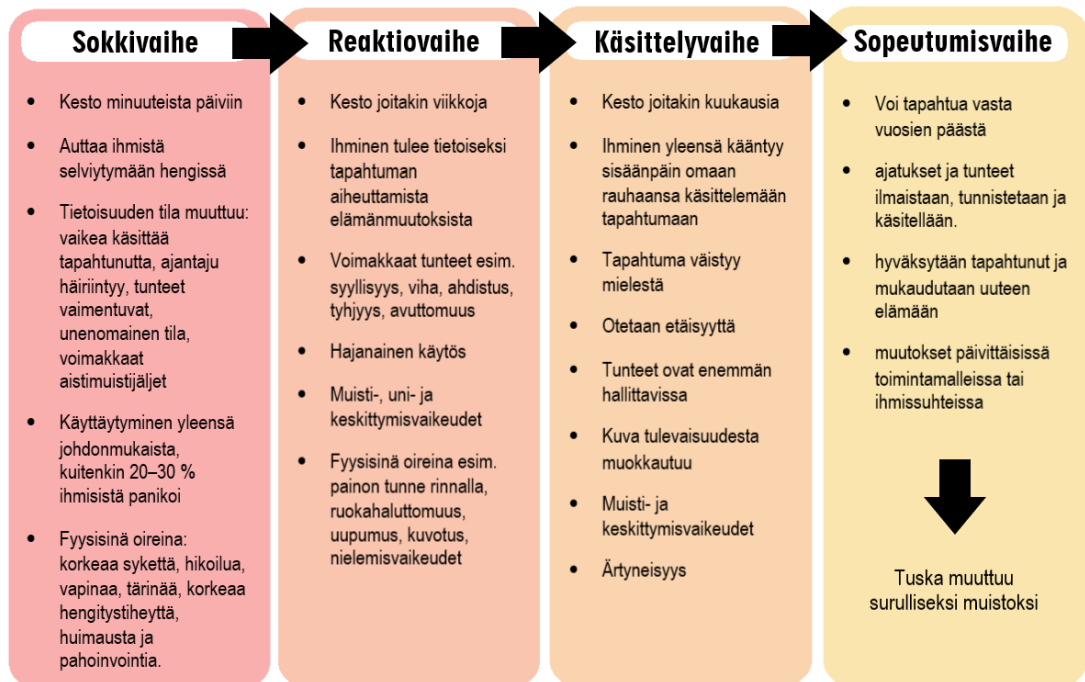 Sokkivaihe
• Kesto minuuteista päiviin
• Auttaa ihmistä
selviytymään hengissä
• Tietoisuuden tila muuttuu:
vaikea käsittää
tapahtunutta, ajantaju
häiriintyy, tunteet
vaimentuvat,
unenomainen tila,
voimakkaat
aistimuistijäljet
• Käyttäytyminen yleensä
johdonmukaista,
kuitenkin 20–30 %
ihmisistä panikoi
• Fyysisinä oireina:
korkeaa sykettä, hikoilua,
vapinaa, tärinää, korkeaa
hengitystiheyttä,
huimausta ja
pahoinvointia.
Reaktiovaihe
• Kesto joitakin viikkoja
• Ihminen tulee tietoiseksi
tapahtuman
aiheuttamista
elämänmuutoksista
• Voimakkaat tunteet esim.
syyllisyys, viha, ahdistus,
tyhjyys, avuttomuus
• Hajanainen käytös
• Muisti-, uni- ja
keskittymisvaikeudet
• Fyysisinä oireina esim.
painon tunne rinnalla,
ruokahaluttomuus,
uupumus, kuvotus,
nielemisvaikeudet
Käsittelyvaihe
• Kesto joitakin kuukausia
• Ihminen yleensä kääntyy
sisäänpäin omaan
rauhaansa käsittelemään
tapahtumaan
• Tapahtuma väistyy
mielestä
• Otetaan etäisyyttä
• Tunteet ovat enemmän
hallittavissa
• Kuva tulevaisuudesta
muokkautuu
• Muisti- ja
keskittymisvaikeudet
• Ärtyneisyys
Sopeutumisvaihe
• Voi tapahtua vasta
vuosien päästä
• ajatukset ja tunteet
ilmaistaan, tunnistetaan ja
käsitellään.
• hyväksytään tapahtunut ja
mukaudutaan uuteen
elämään
• muutokset päivittäisissä
toimintamalleissa tai
ihmissuhteissa
Tuska muuttuu
surulliseksi muistoksi